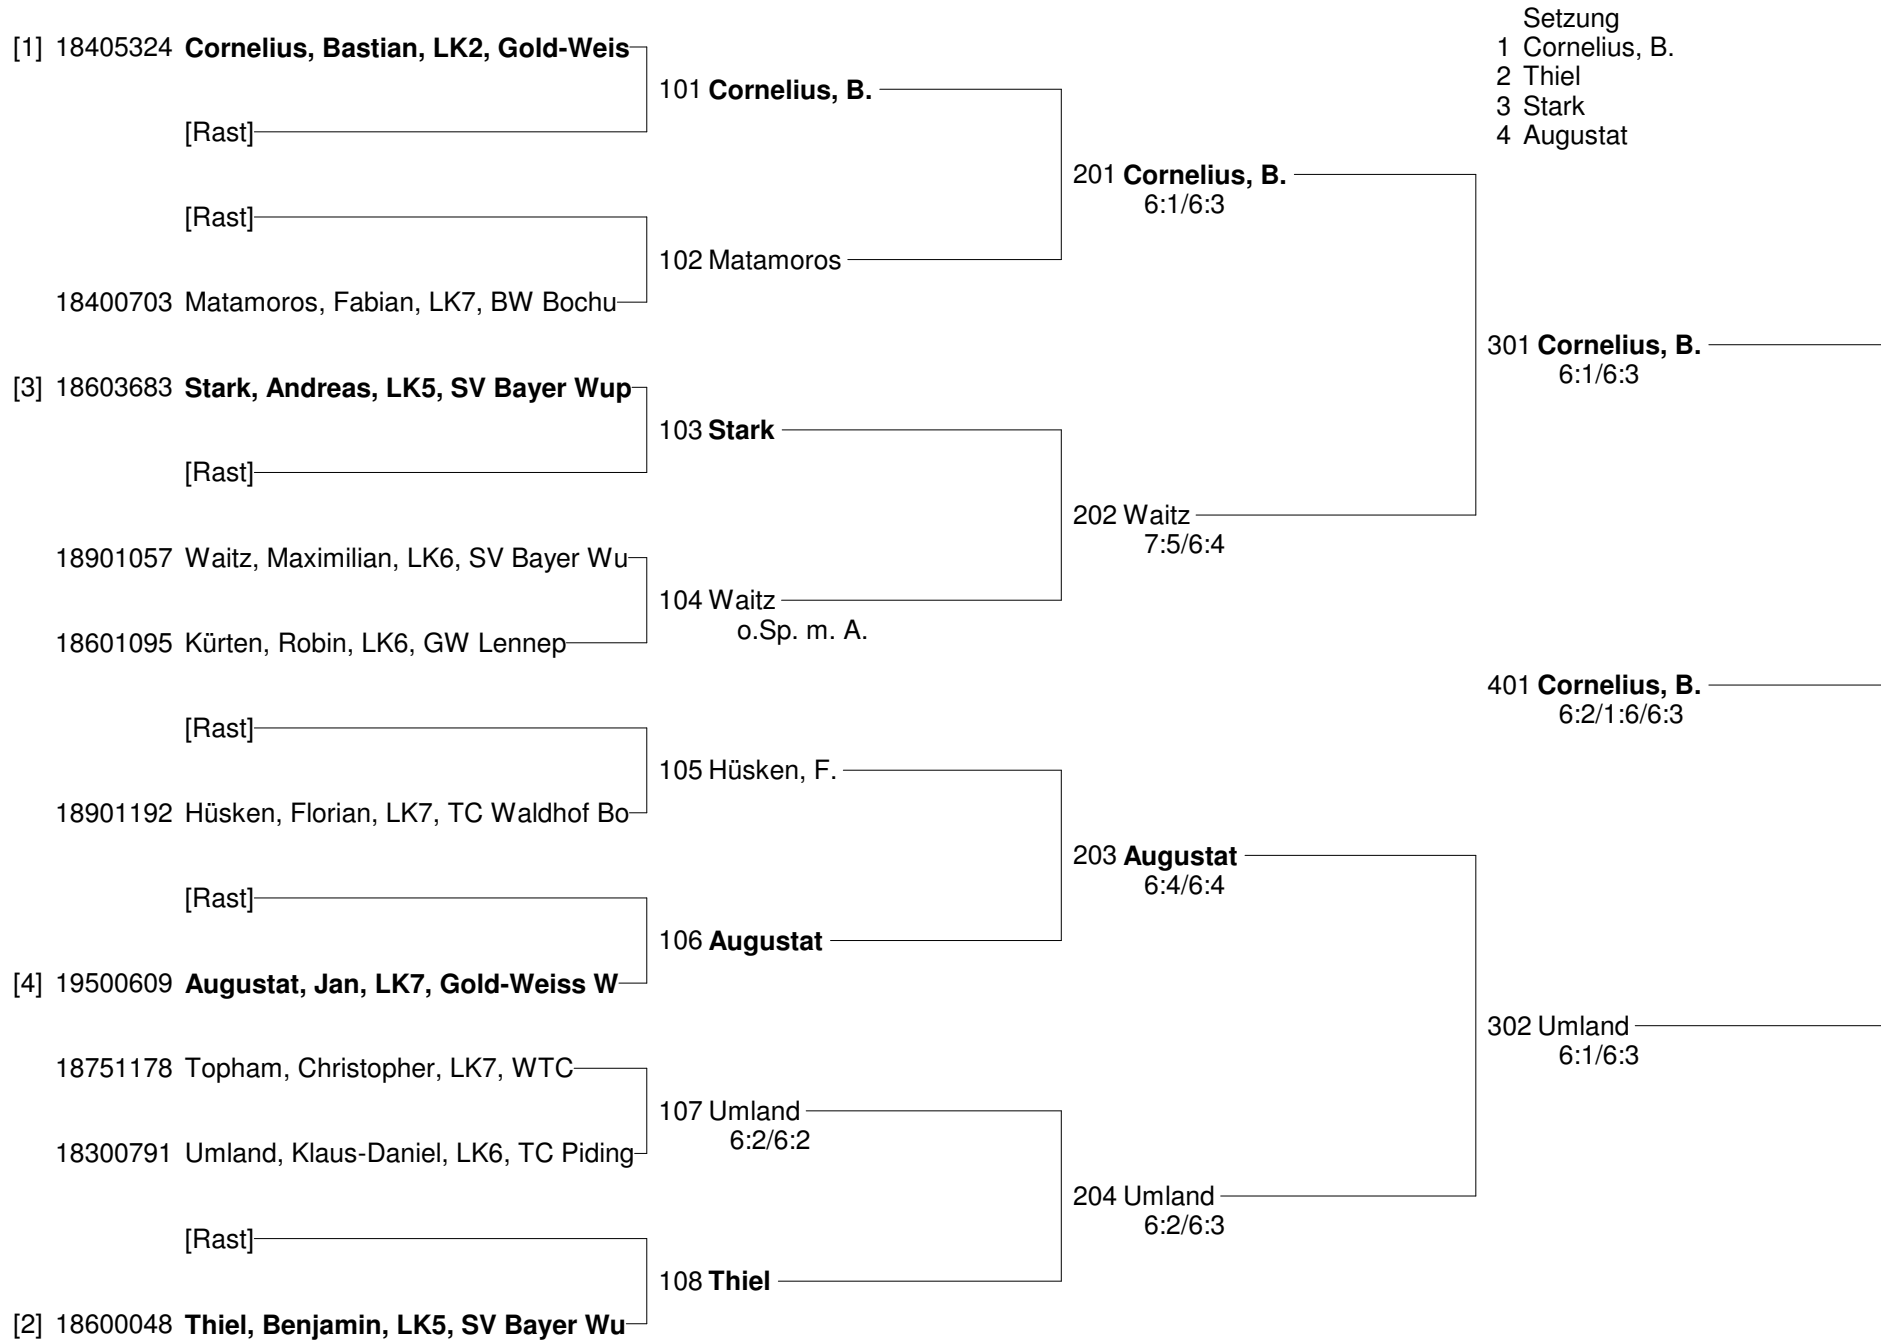 Setzung
1 Cornelius, B.
2 Thiel
3 Stark
4 Augustat
[1] 18405324 Cornelius, Bastian, LK2, Gold-Weis
101 Cornelius, B.
[Rast]
201 Cornelius, B.
6:1/6:3
[Rast]
102 Matamoros
18400703 Matamoros, Fabian, LK7, BW Bochu
301 Cornelius, B.
6:1/6:3
[3] 18603683 Stark, Andreas, LK5, SV Bayer Wup
103 Stark
[Rast]
202 Waitz
7:5/6:4
18901057 Waitz, Maximilian, LK6, SV Bayer Wu
104 Waitz
o.Sp. m. A.
18601095 Kürten, Robin, LK6, GW Lennep
401 Cornelius, B.
6:2/1:6/6:3
[Rast]
105 Hüsken, F.
18901192 Hüsken, Florian, LK7, TC Waldhof Bo
203 Augustat
6:4/6:4
[Rast]
106 Augustat
[4] 19500609 Augustat, Jan, LK7, Gold-Weiss W
302 Umland
6:1/6:3
18751178 Topham, Christopher, LK7, WTC
107 Umland
6:2/6:2
18300791 Umland, Klaus-Daniel, LK6, TC Piding
204 Umland
6:2/6:3
[Rast]
108 Thiel
[2] 18600048 Thiel, Benjamin, LK5, SV Bayer Wu